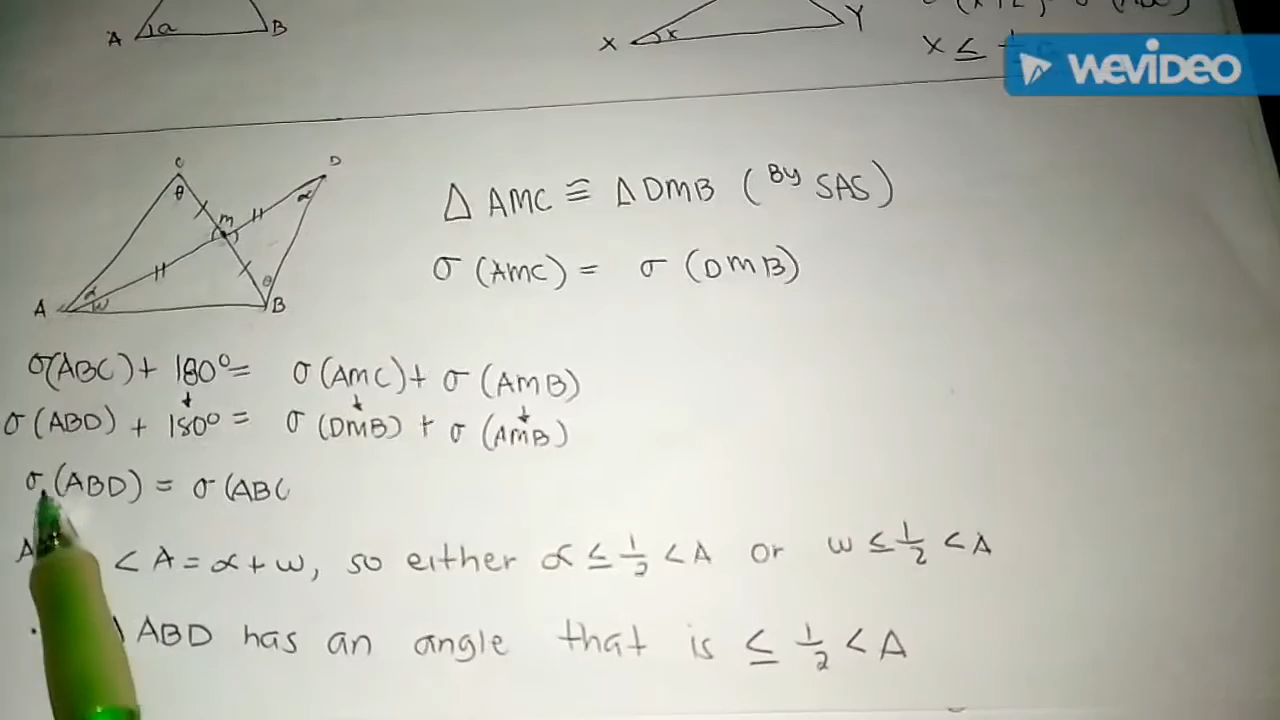 A a B
X x Y
x ≤
wevideo
C D
θ α
m
α θ
A w B
Δ AMC ≅ Δ DMB (By SAS)
σ (AMC) = σ (DMB)
σ(ABC) + 180° = σ (AMC) + σ (AMB)
σ (ABD) + 180° = σ (DMB) + σ (AMB)
σ (ABD) = σ (ABC
< A = α + w, so either α ≤ 1/2 < A or w ≤ 1/2 < A
ABD has an angle that is ≤ 1/2 < A